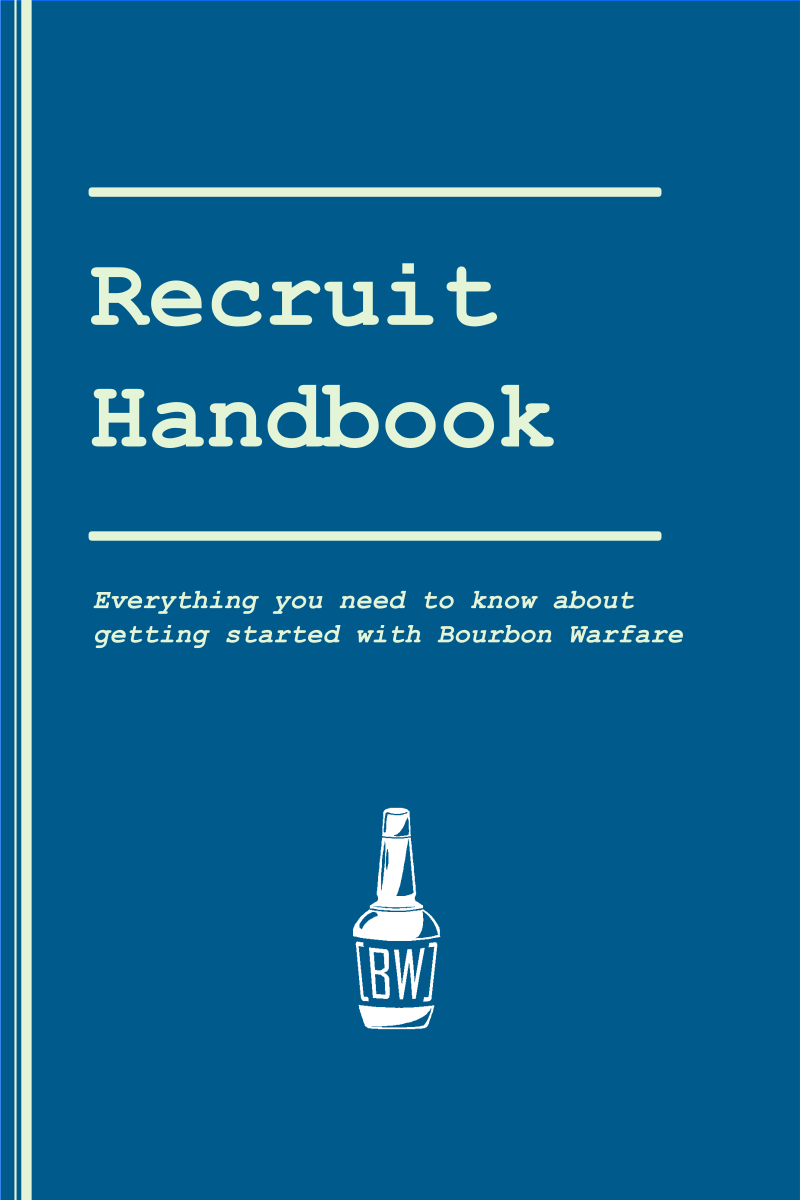 Recruit
Handbook
Everything you need to know about
getting started with Bourbon Warfare
[BW]